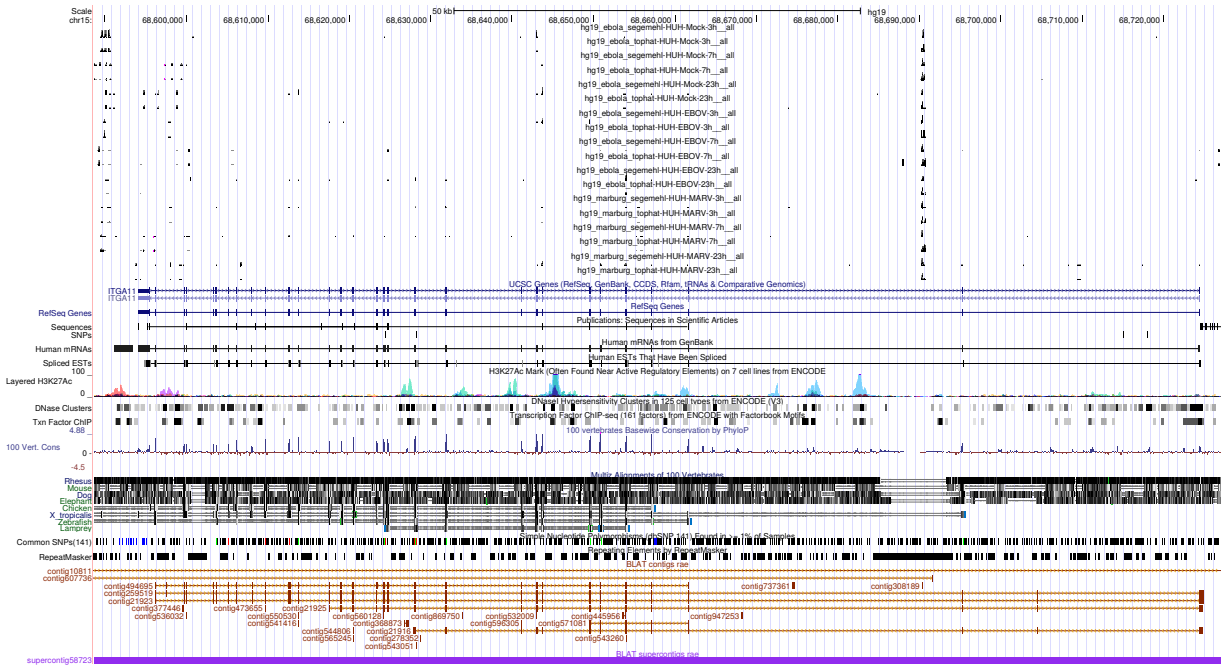 Scale 50 kb hg19
chr15: 68,600,000 68,610,000 68,620,000 68,630,000 68,640,000 68,650,000 68,660,000 68,670,000 68,680,000 68,690,000 68,700,000 68,710,000 68,720,000
hg19_ebola_segemehl-HUH-Mock-3h__all
hg19_ebola_tophat-HUH-Mock-3h__all
hg19_ebola_segemehl-HUH-Mock-7h__all
hg19_ebola_tophat-HUH-Mock-7h__all
hg19_ebola_segemehl-HUH-Mock-23h__all
hg19_ebola_tophat-HUH-Mock-23h__all
hg19_ebola_segemehl-HUH-EBOV-3h__all
hg19_ebola_tophat-HUH-EBOV-3h__all
hg19_ebola_segemehl-HUH-EBOV-7h__all
hg19_ebola_tophat-HUH-EBOV-7h__all
hg19_ebola_segemehl-HUH-EBOV-23h__all
hg19_ebola_tophat-HUH-EBOV-23h__all
hg19_marburg_segemehl-HUH-MARV-3h__all
hg19_marburg_tophat-HUH-MARV-3h__all
hg19_marburg_segemehl-HUH-MARV-7h__all
hg19_marburg_tophat-HUH-MARV-7h__all
hg19_marburg_segemehl-HUH-MARV-23h__all
hg19_marburg_tophat-HUH-MARV-23h__all
UCSC Genes (RefSeq, GenBank, CCDS, Rfam, tRNAs & Comparative Genomics)
ITGA11
ITGA11
RefSeq Genes
RefSeq Genes
Publications: Sequences in Scientific Articles
Sequences
SNPs
Human mRNAs from GenBank
Human mRNAs
Human ESTs That Have Been Spliced
Spliced ESTs
H3K27Ac Mark (Often Found Near Active Regulatory Elements) on 7 cell lines from ENCODE
100
Layered H3K27Ac
0
DNaseI Hypersensitivity Clusters in 125 cell types from ENCODE (V3)
DNase Clusters
Transcription Factor ChIP-seq (161 factors) from ENCODE with Factorbook Motifs
Txn Factor ChIP
100 vertebrates Basewise Conservation by PhyloP
4.88
100 Vert. Cons
0
-4.5
Multiz Alignments of 100 Vertebrates
Rhesus
Mouse
Dog
Elephant
Chicken
X_tropicalis
Zebrafish
Lamprey
Simple Nucleotide Polymorphisms (dbSNP 141) Found in >= 1% of Samples
Common SNPs(141)
Repeating Elements by RepeatMasker
RepeatMasker
BLAT contigs rae
contig10811
contig607736
contig494695 contig737361 contig308189
contig259519
contig21923
contig377446 contig473655 contig21925
contig536032 contig550530 contig560128 contig869750 contig532009 contig445956 contig947253
contig541416 contig368873 contig596305 contig571081
contig544806 contig21916
contig565245 contig278352 contig543260
contig543051
BLAT supercontigs rae
supercontig58723